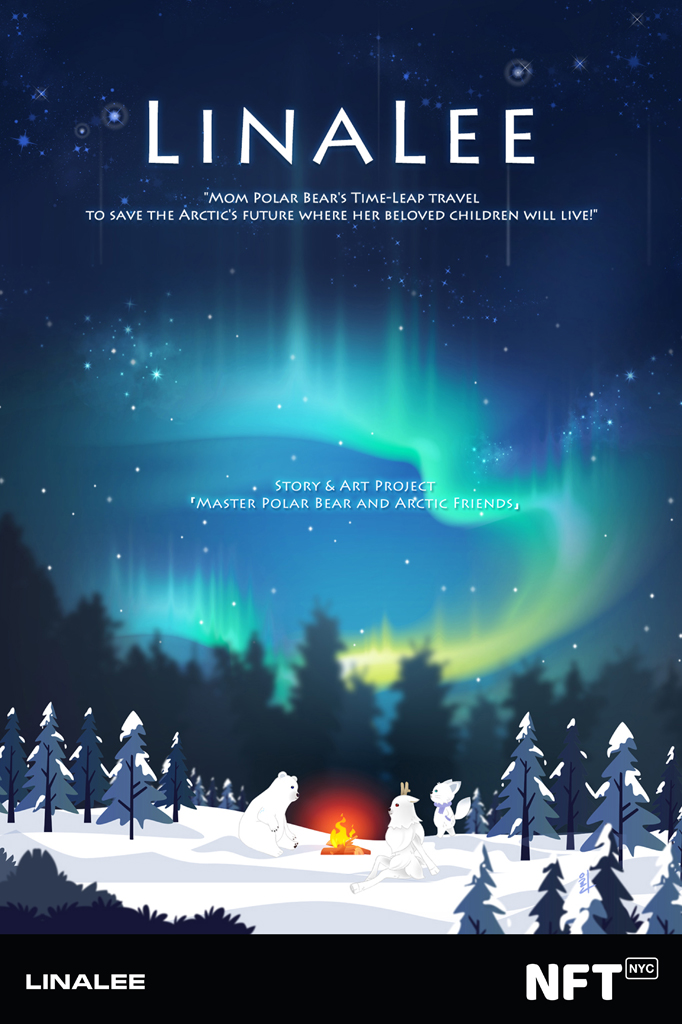 LINALEE
"MOM POLAR BEAR'S TIME-LEAP TRAVEL
TO SAVE THE ARCTIC'S FUTURE WHERE HER BELOVED CHILDREN WILL LIVE!"
STORY & ART PROJECT
『MASTER POLAR BEAR AND ARCTIC FRIENDS』
LINALEE
NFT NYC